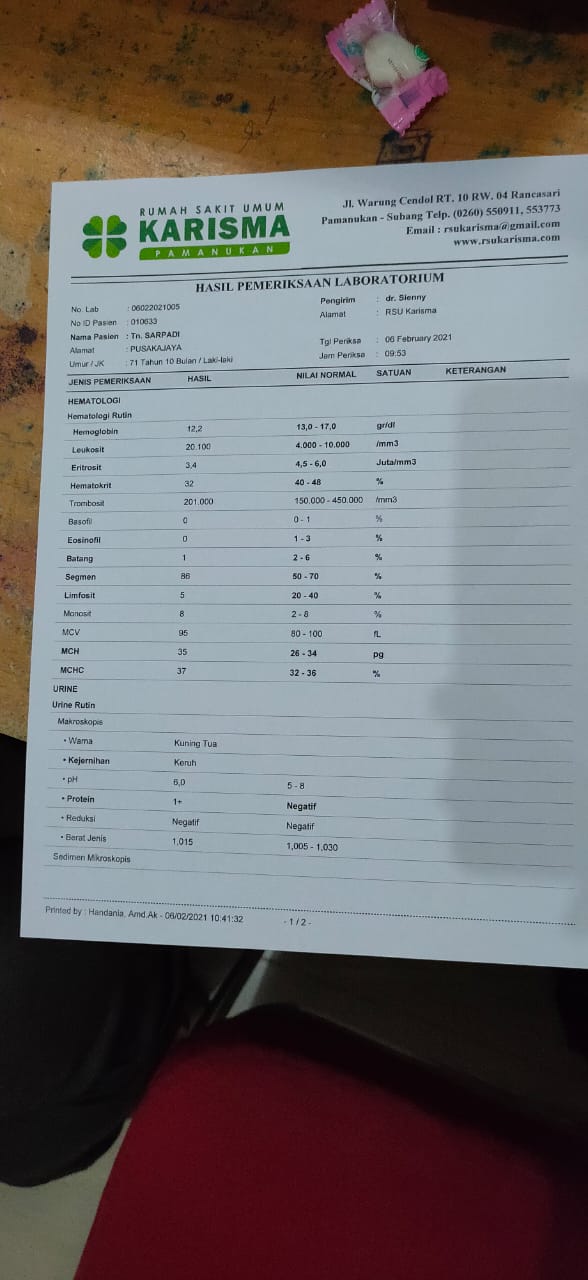 RUMAH SAKIT UMUM
KARISMA
PAMANUKAN
Jl. Warung Cendol RT. 10 RW. 04 Rancasari
Pamanukan - Subang Telp. (0260) 550911, 553773
Email : rsukarisma@gmail.com
www.rsukarisma.com
HASIL PEMERIKSAAN LABORATORIUM
No. Lab : 06022021005
No ID Pasien : 010633
Nama Pasien : Tn. SARPADI
Alamat : PUSAKAJAYA
Umur / JK : 71 Tahun 10 Bulan / Laki-laki
Pengirim : dr. Sienny
Alamat : RSU Karisma
Tgl Periksa : 06 February 2021
Jam Periksa : 09:53
JENIS PEMERIKSAAN HASIL NILAI NORMAL SATUAN KETERANGAN
HEMATOLOGI
Hematologi Rutin
Hemoglobin 12,2 13,0 - 17,0 gr/dl
Leukosit 20.100 4.000 - 10.000 /mm3
Eritrosit 3,4 4,5 - 6,0 Juta/mm3
Hematokrit 32 40 - 48 %
Trombosit 201.000 150.000 - 450.000 /mm3
Basofil 0 0 - 1 %
Eosinofil 0 1 - 3 %
Batang 1 2 - 6 %
Segmen 86 50 - 70 %
Limfosit 5 20 - 40 %
Monosit 8 2 - 8 %
MCV 95 80 - 100 fL
MCH 35 26 - 34 pg
MCHC 37 32 - 36 %
URINE
Urine Rutin
Makroskopis
• Warna Kuning Tua
• Kejernihan Keruh
• pH 6,0 5 - 8
• Protein 1+ Negatif
• Reduksi Negatif Negatif
• Berat Jenis 1,015 1,005 - 1,030
Sedimen Mikroskopis
Printed by : Handania, Amd.Ak - 06/02/2021 10:41:32 - 1 / 2 -